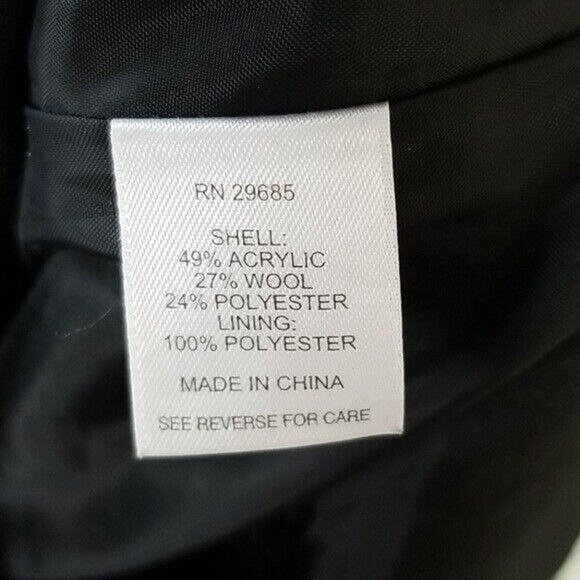 RN 29685
SHELL:
49% ACRYLIC
27% WOOL
24% POLYESTER
LINING:
100% POLYESTER
MADE IN CHINA
SEE REVERSE FOR CARE